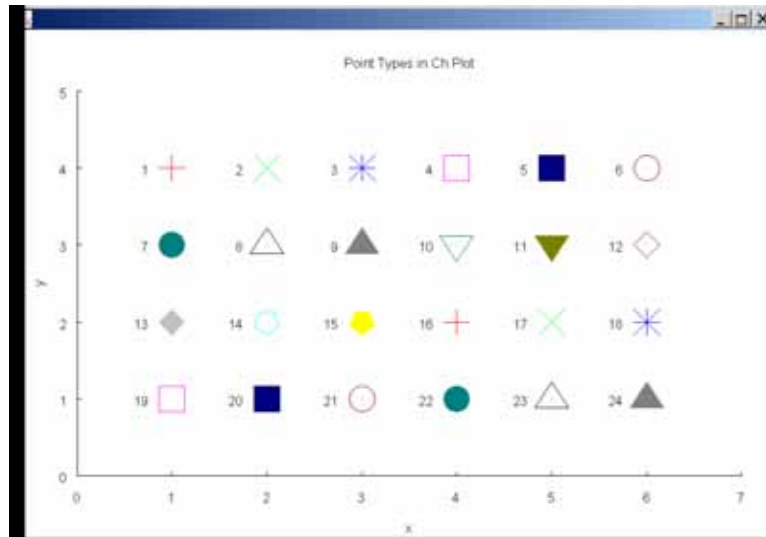 Point Types in Ch Plot
5
4 1 2 3 4 5 6
3 7 8 9 10 11 12
y
2 13 14 15 16 17 18
1 19 20 21 22 23 24
0
0 1 2 3 4 5 6 7
x